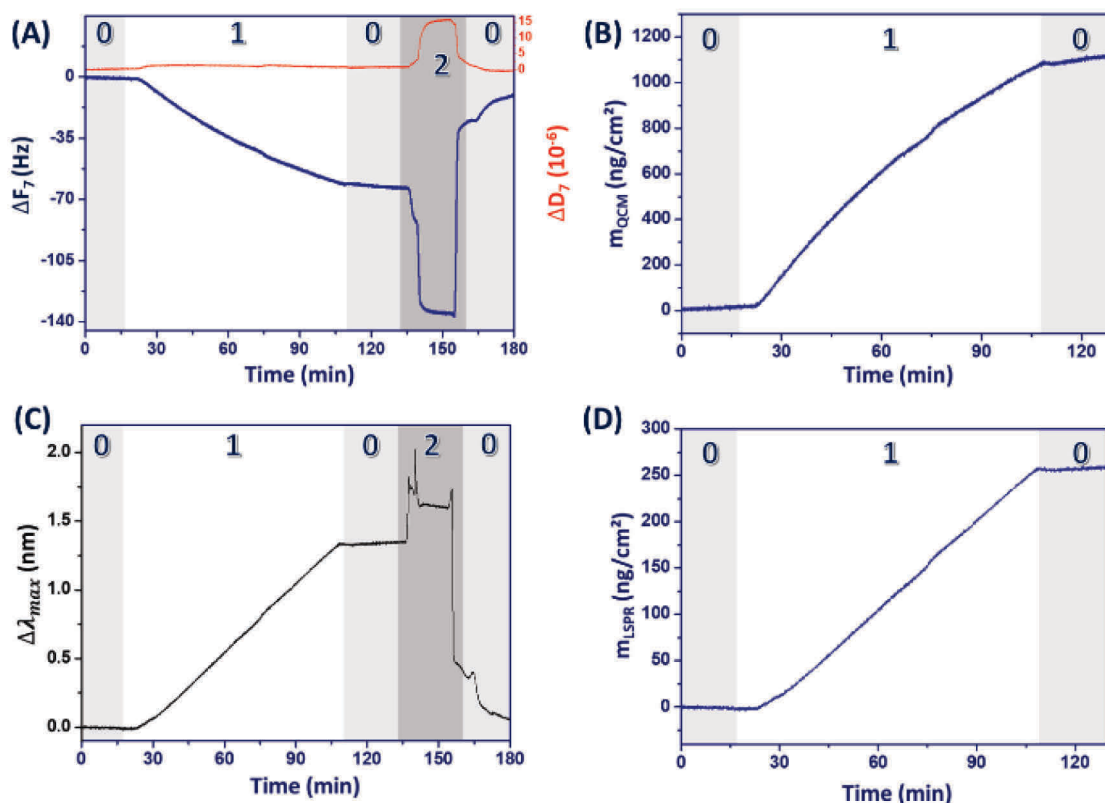 (A)
0 1 0 2 0
15
10
5
0
0
-35
-70
-105
-140
ΔF₇ (Hz)
ΔD₇ (10⁻⁶)
0 30 60 90 120 150 180
Time (min)
(B)
0 1 0
1200
1000
800
600
400
200
0
m_QCM (ng/cm²)
0 30 60 90 120
Time (min)
(C)
0 1 0 2 0
2.0
1.5
1.0
0.5
0.0
Δλ_max (nm)
0 30 60 90 120 150 180
Time (min)
(D)
0 1 0
300
250
200
150
100
50
0
m_LSPR (ng/cm²)
0 30 60 90 120
Time (min)